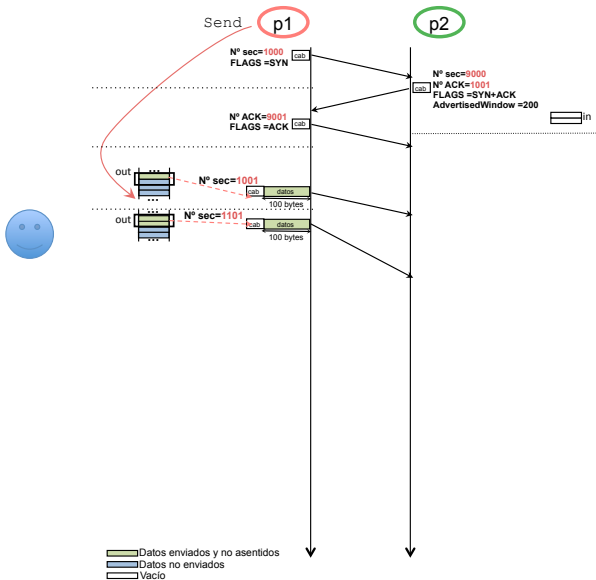 Send
p1
p2
Nº sec=1000
FLAGS =SYN
cab
Nº sec=9000
Nº ACK=1001
FLAGS =SYN+ACK
AdvertisedWindow =200
cab
in
Nº ACK=9001
FLAGS =ACK
cab
out
...
Nº sec=1001
cab
datos
100 bytes
...
out
Nº sec=1101
cab
datos
100 bytes
...
Datos enviados y no asentidos
Datos no enviados
Vacío